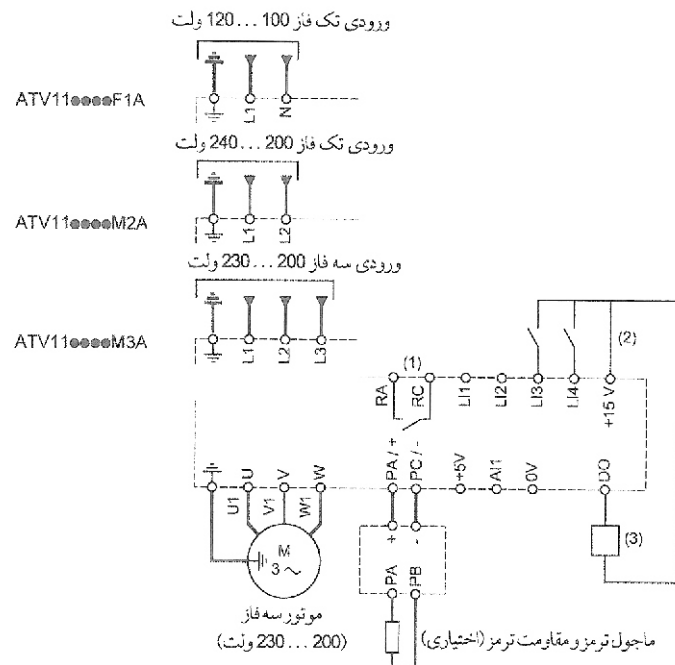 ورودی تک فاز 100 ... 120 ولت
ATV11●●●●F1A
L1
N
ورودی تک فاز 200 ... 240 ولت
ATV11●●●●M2A
L1
L2
ورودی سه فاز 200 ... 230 ولت
ATV11●●●●M3A
L1
L2
L3
(1)
(2)
RA
RC
LI1
LI2
LI3
LI4
+15 V
U
V
W
PA / +
PC / -
+5V
AI1
0V
DO
U1
V1
W1
M
3 ~
+
-
(3)
PA
PB
موتور سه فاز
(200 ... 230 ولت)
ماجول ترمز و مقاومت ترمز (اختیاری)